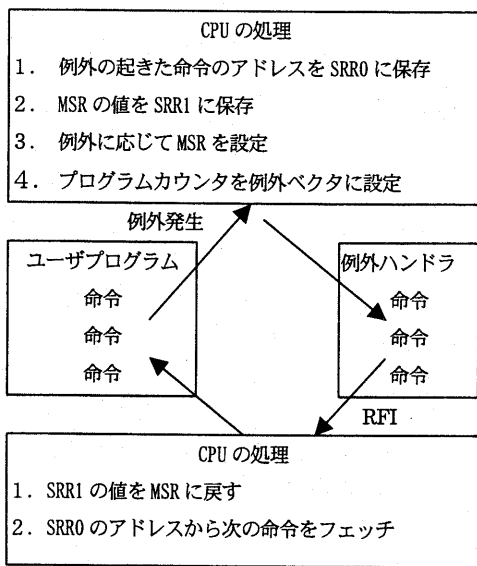 CPU の処理
1. 例外の起きた命令のアドレスを SRR0 に保存
2. MSR の値を SRR1 に保存
3. 例外に応じて MSR を設定
4. プログラムカウンタを例外ベクタに設定
例外発生
ユーザプログラム
命令
命令
命令
例外ハンドラ
命令
命令
命令
RFI
CPU の処理
1. SRR1 の値を MSR に戻す
2. SRR0 のアドレスから次の命令をフェッチ